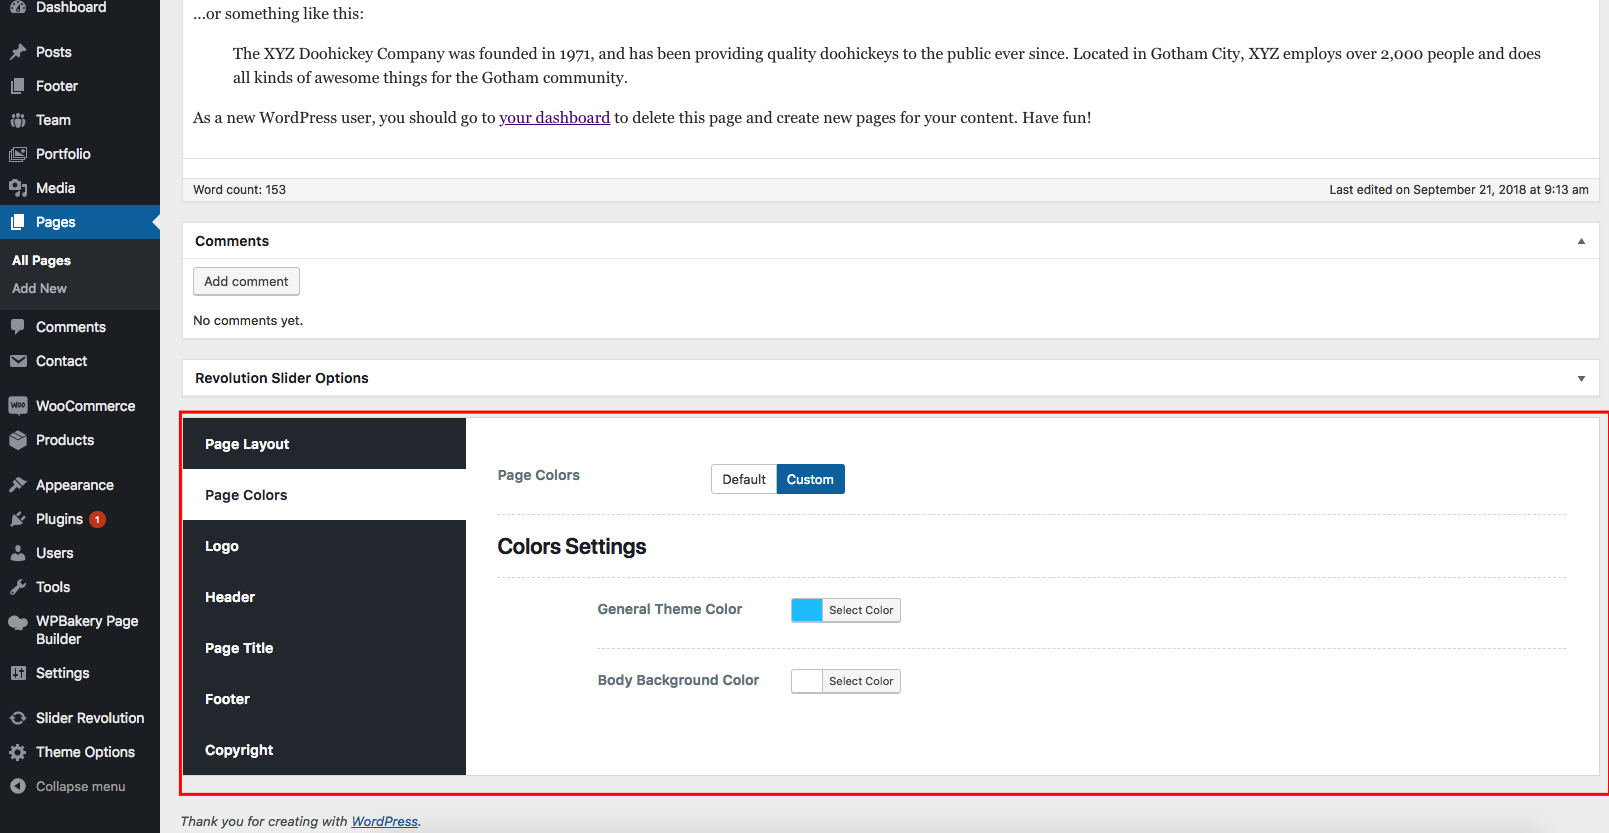 Dashboard
Posts
Footer
Team
Portfolio
Media
Pages
All Pages
Add New
Comments
Contact
WOO WooCommerce
Products
Appearance
Plugins 1
Users
Tools
WPBakery Page
Builder
Settings
Slider Revolution
Theme Options
Collapse menu
...or something like this:
The XYZ Doohickey Company was founded in 1971, and has been providing quality doohickeys to the public ever since. Located in Gotham City, XYZ employs over 2,000 people and does
all kinds of awesome things for the Gotham community.
As a new WordPress user, you should go to your dashboard to delete this page and create new pages for your content. Have fun!
Word count: 153
Last edited on September 21, 2018 at 9:13 am
Comments
Add comment
No comments yet.
Revolution Slider Options
Page Layout
Page Colors
Logo
Header
Page Title
Footer
Copyright
Page Colors
Default Custom
Colors Settings
General Theme Color
Select Color
Body Background Color
Select Color
Thank you for creating with WordPress.